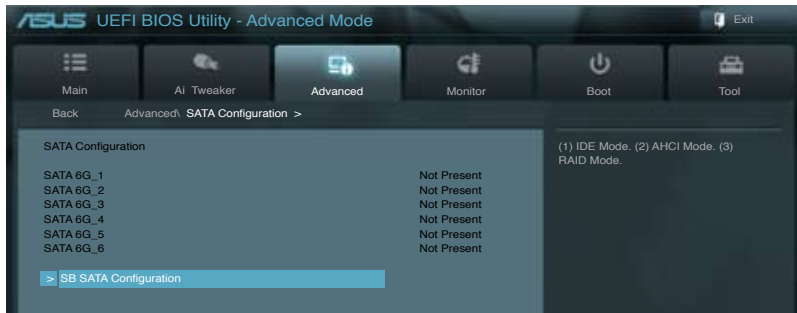 ASUS UEFI BIOS Utility - Advanced Mode
Exit
Main
Ai Tweaker
Advanced
Monitor
Boot
Tool
Back
Advanced\ SATA Configuration >
SATA Configuration
SATA 6G_1 Not Present
SATA 6G_2 Not Present
SATA 6G_3 Not Present
SATA 6G_4 Not Present
SATA 6G_5 Not Present
SATA 6G_6 Not Present
> SB SATA Configuration
(1) IDE Mode. (2) AHCI Mode. (3)
RAID Mode.